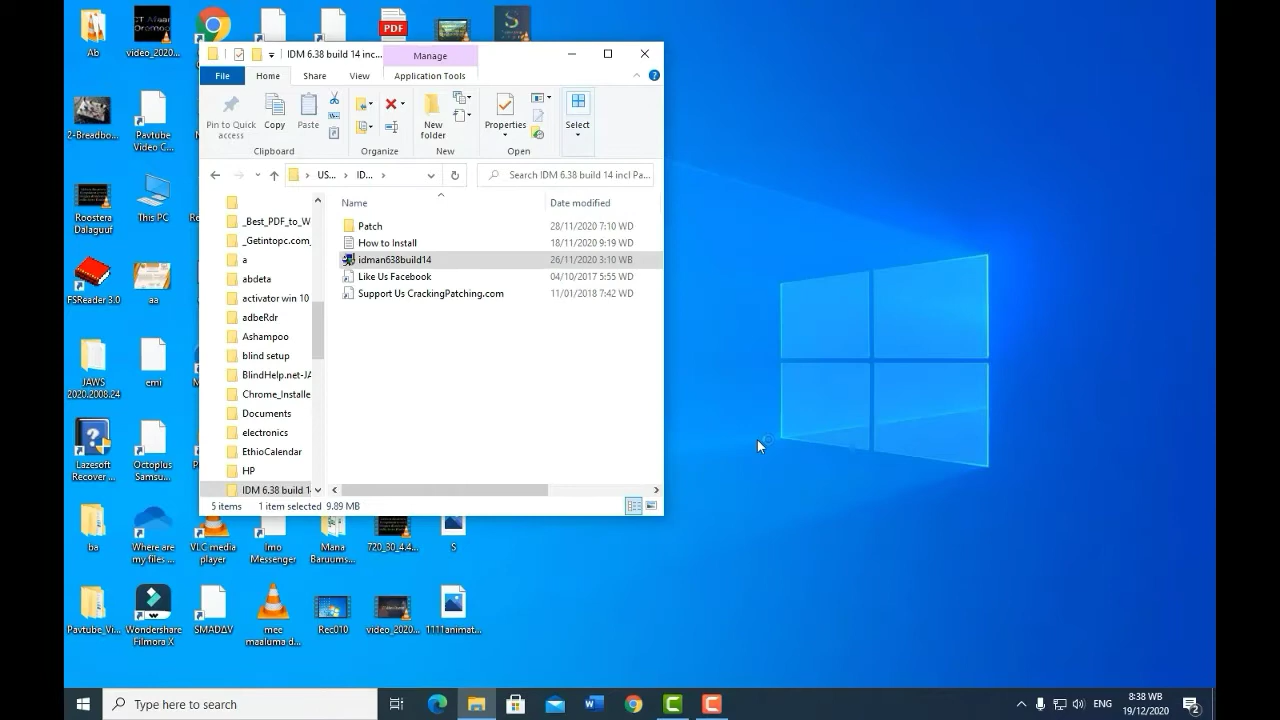 PDF
S
Ab
video_2020...
IDM 6.38 build 14 inc...
Manage
File
Home
Share
View
Application Tools
Pin to Quick
access
Copy
Paste
New
folder
Properties
Select
Clipboard
Organize
New
Open
US...
ID...
Search IDM 6.38 build 14 incl Pa...
2-Breadbo...
Pavtube
Video C...
Roostera
Dalaguuf
This PC
FSReader 3.0
aa
JAWS
2020.2008.24
emi
Lazesoft
Recover ...
Octoplus
Samsu...
_Best_PDF_to_W
_Getintopc.com_
a
abdeta
activator win 10
adbeRdr
Ashampoo
blind setup
BlindHelp.net-JA
Chrome_Installe
Documents
electronics
EthioCalendar
HP
IDM 6.38 build 1
Name
Date modified
Patch
28/11/2020 7:10 WD
How to Install
18/11/2020 9:19 WD
idman638build14
26/11/2020 3:10 WB
Like Us Facebook
04/10/2017 5:55 WD
Support Us CrackingPatching.com
11/01/2018 7:42 WD
5 items
1 item selected 9.89 MB
ba
Where are
my files ...
VLC media
player
Imo
Messenger
Mana
Baruums...
720_30_4.4...
S
Pavtube_Vi...
Wondershare
Filmora X
SMADΔV
mee
maaluma d...
Rec010
video_2020...
1111animat...
Type here to search
ENG
8:38 WB
19/12/2020
2